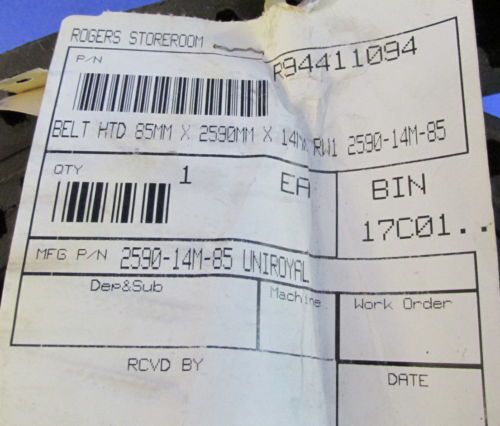 ROGERS STOREROOM
P/N
R94411094
BELT HTD 85MM X 2590MM X 14MM RW1 2590-14M-85
QTY
1 EA
BIN
17C01..
MFG P/N 2590-14M-85 UNIROYAL
Dep&Sub
Machine
Work Order
RCVD BY
DATE